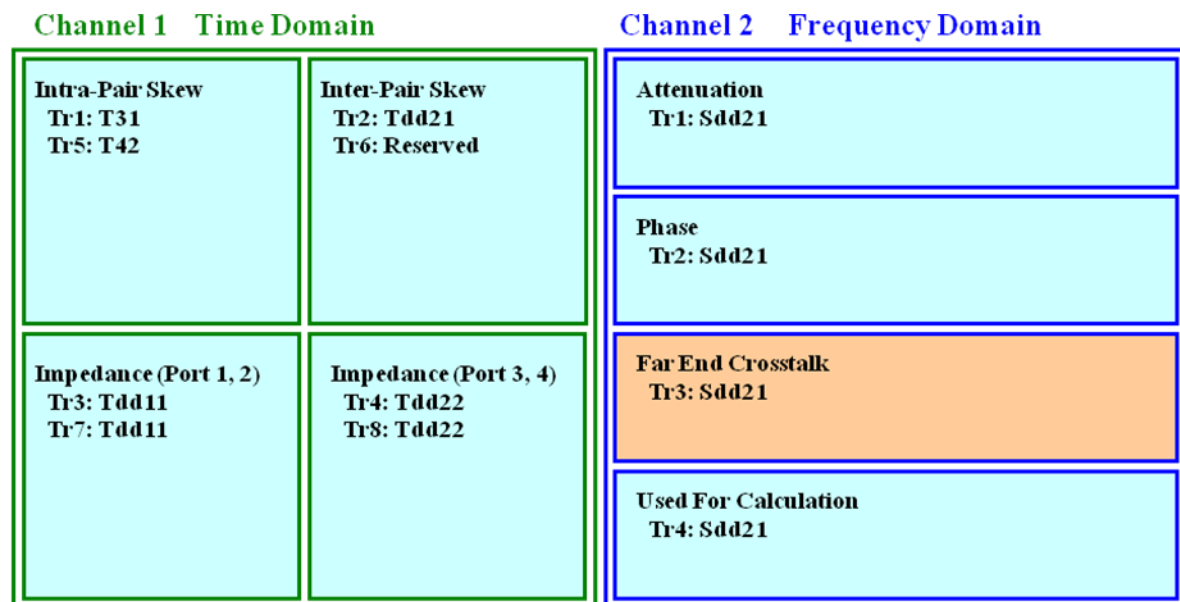 Channel 1 Time Domain
Intra-Pair Skew
Tr1: T31
Tr5: T42
Inter-Pair Skew
Tr2: Tdd21
Tr6: Reserved
Impedance (Port 1, 2)
Tr3: Tdd11
Tr7: Tdd11
Impedance (Port 3, 4)
Tr4: Tdd22
Tr8: Tdd22
Channel 2 Frequency Domain
Attenuation
Tr1: Sdd21
Phase
Tr2: Sdd21
Far End Crosstalk
Tr3: Sdd21
Used For Calculation
Tr4: Sdd21